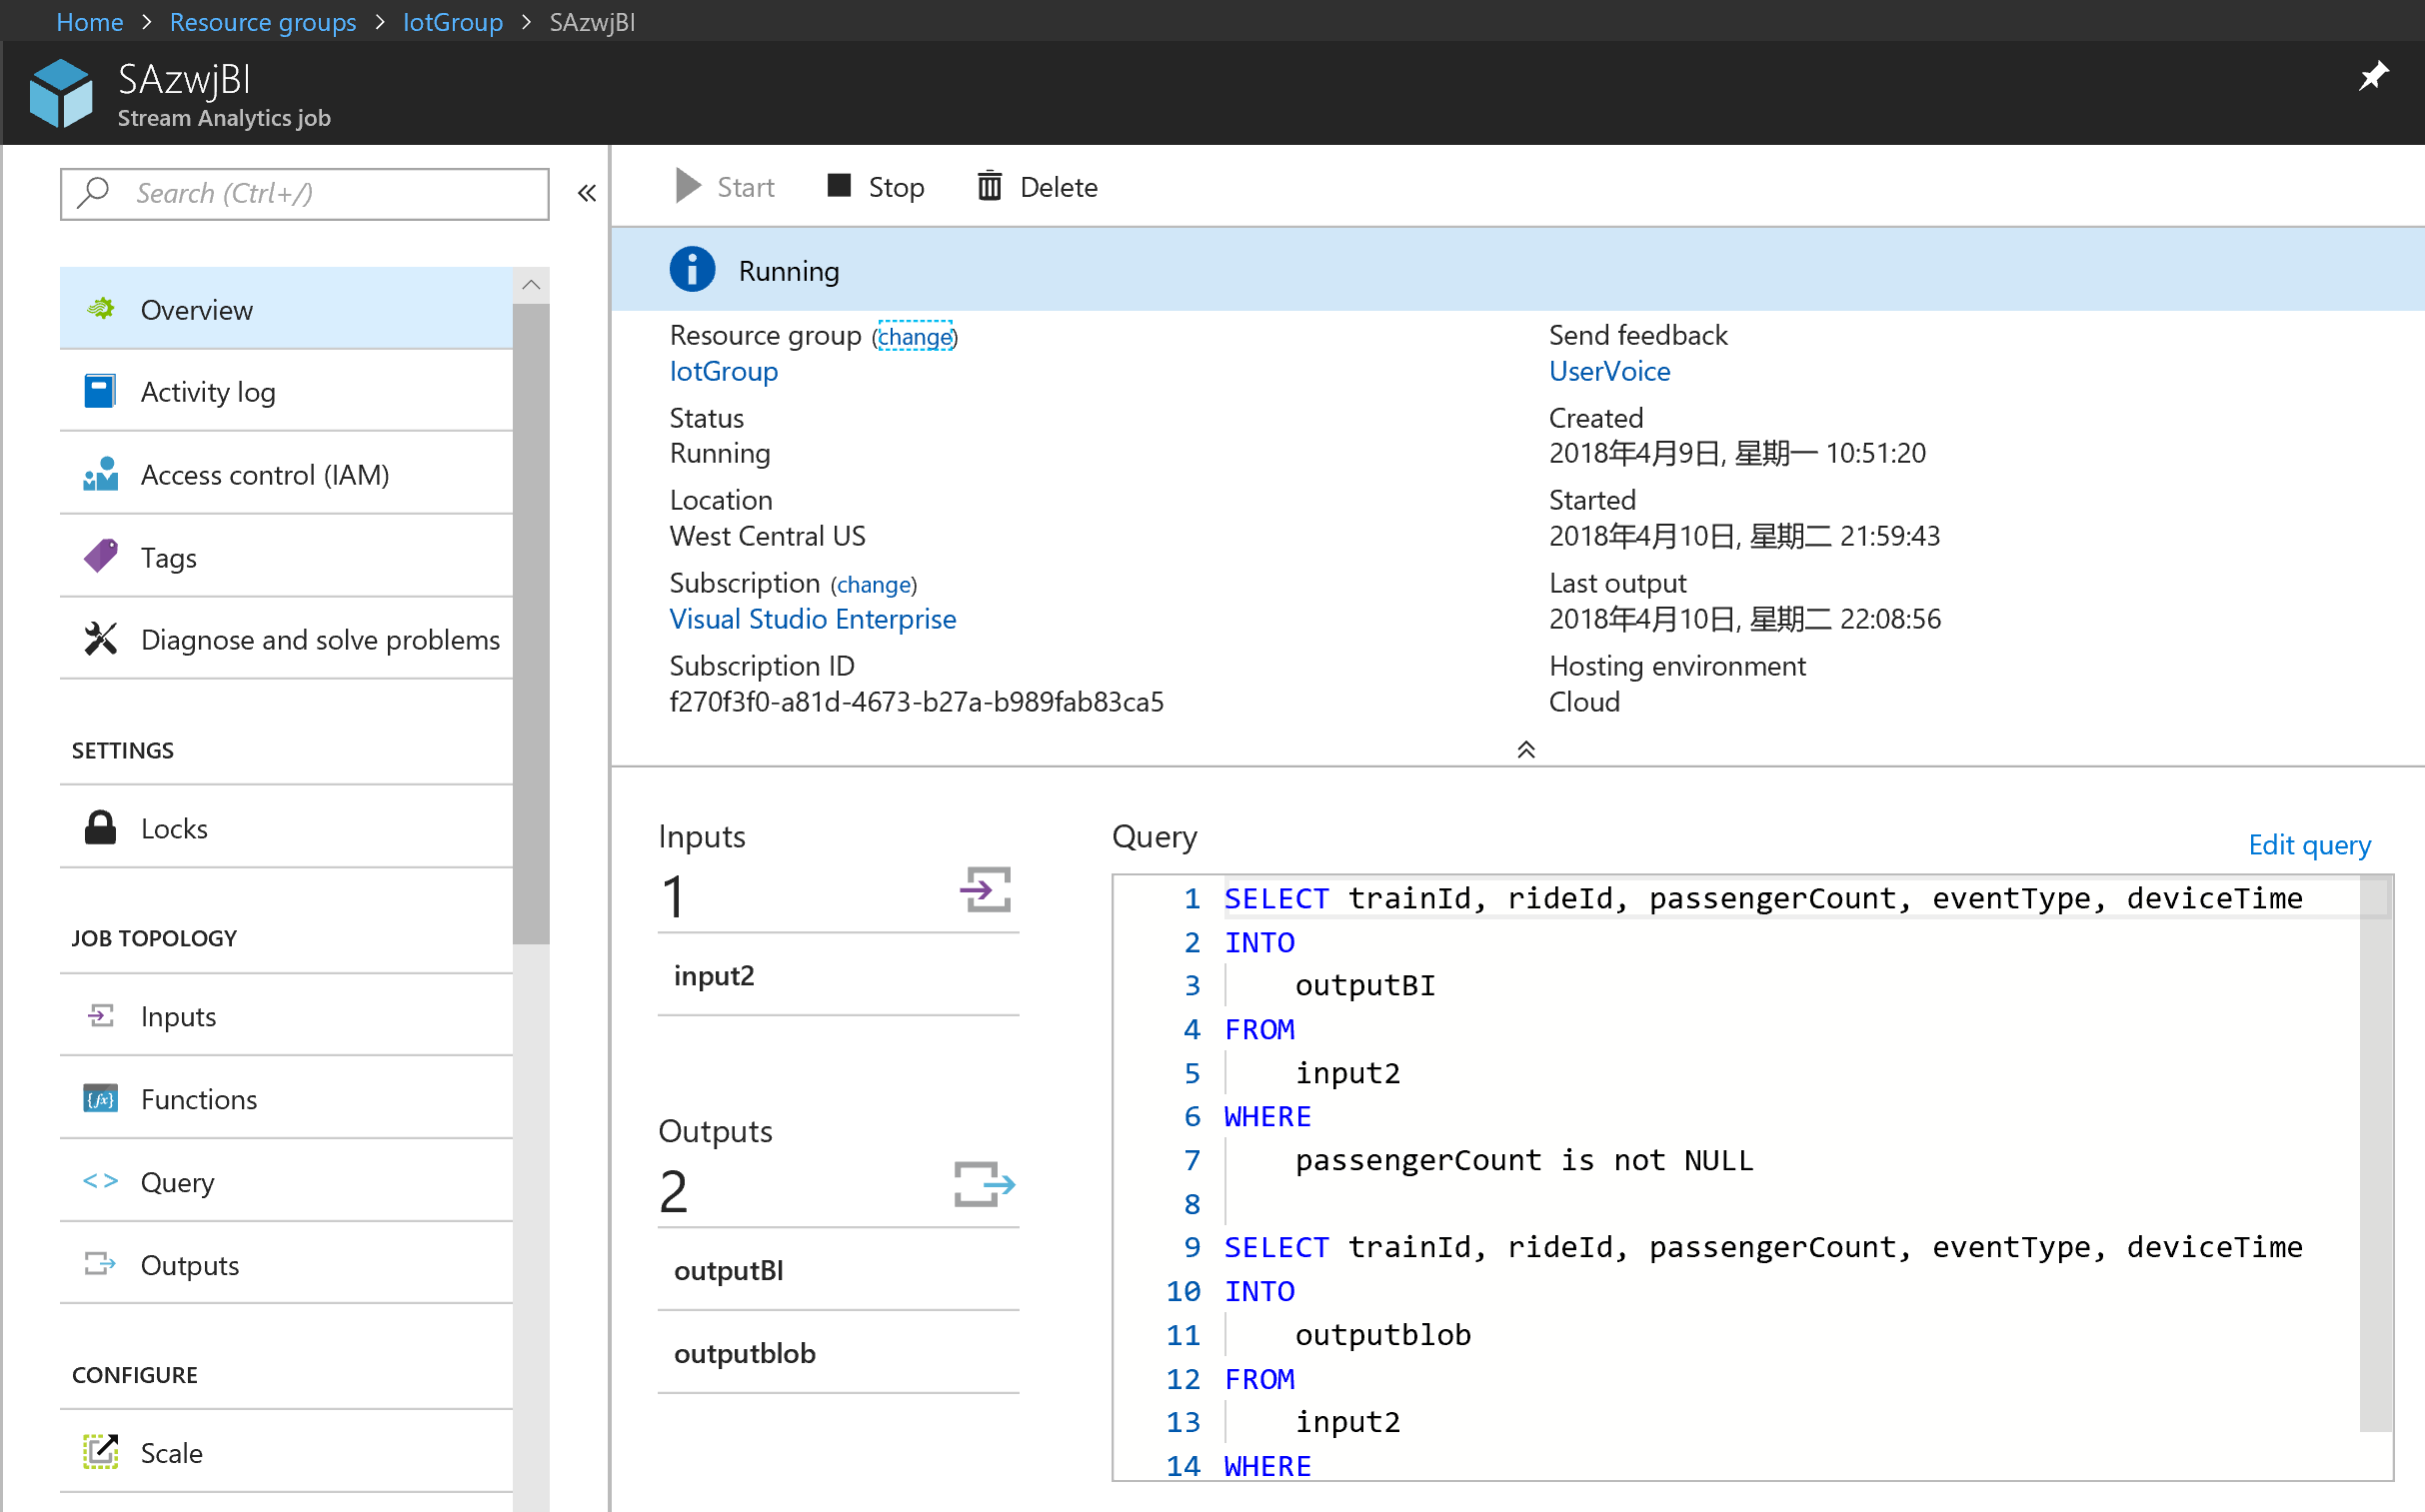 Home > Resource groups > IotGroup > SAzwjBI
SAzwjBI
Stream Analytics job
Search (Ctrl+/)
«
Overview
Activity log
Access control (IAM)
Tags
Diagnose and solve problems
SETTINGS
Locks
JOB TOPOLOGY
Inputs
Functions
Query
Outputs
CONFIGURE
Scale
Start Stop Delete
Running
Resource group (change)
IotGroup
Status
Running
Location
West Central US
Subscription (change)
Visual Studio Enterprise
Subscription ID
f270f3f0-a81d-4673-b27a-b989fab83ca5
Send feedback
UserVoice
Created
2018年4月9日, 星期一 10:51:20
Started
2018年4月10日, 星期二 21:59:43
Last output
2018年4月10日, 星期二 22:08:56
Hosting environment
Cloud
Inputs
1
input2
Outputs
2
outputBI
outputblob
Query
Edit query
1 SELECT trainId, rideId, passengerCount, eventType, deviceTime
2 INTO
3 outputBI
4 FROM
5 input2
6 WHERE
7 passengerCount is not NULL
8
9 SELECT trainId, rideId, passengerCount, eventType, deviceTime
10 INTO
11 outputblob
12 FROM
13 input2
14 WHERE